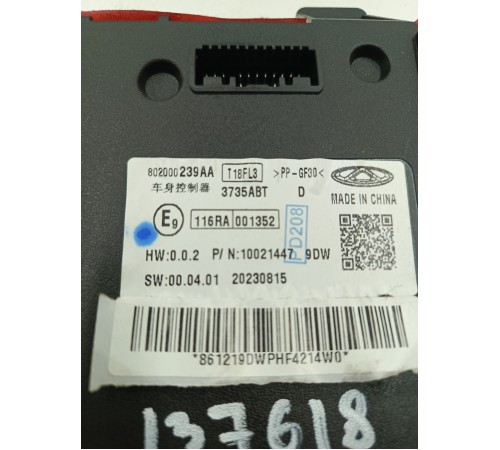 802000239AA T18FL3 >PP-GF30<
车身控制器 3735ABT D MADE IN CHINA
E9 116RA 001352
PD208
HW:0.0.2 P/N:10021447 9DW
SW:00.04.01 20230815
*861219DWPHF4214W0*
137618